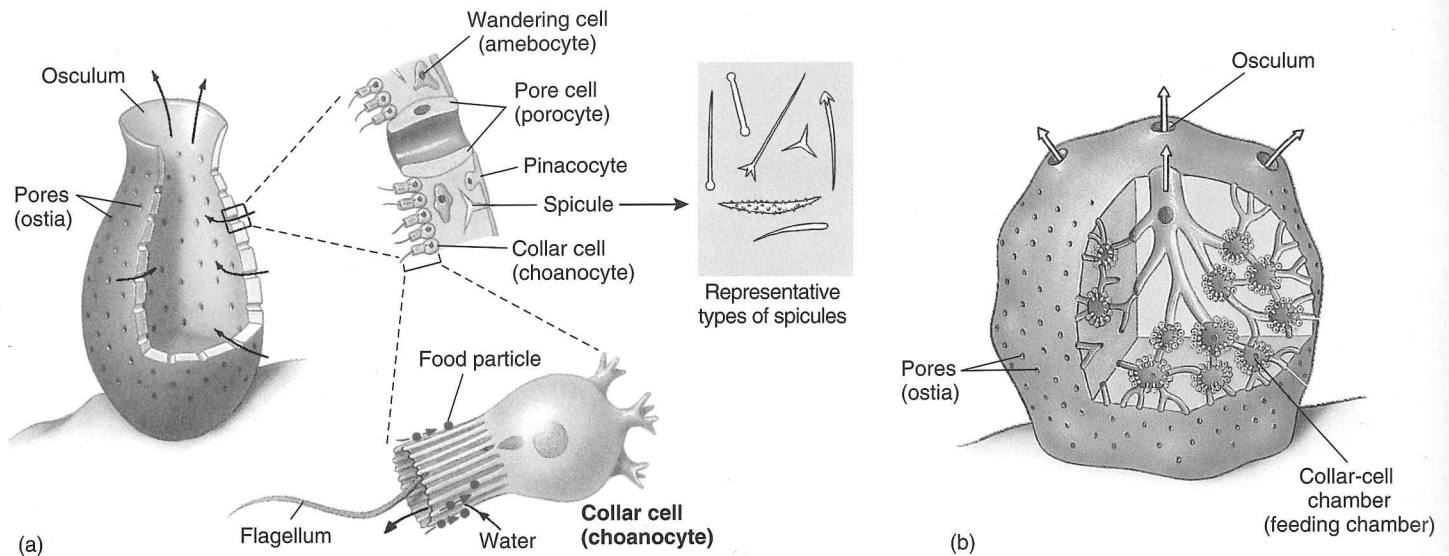 Wandering cell
(amebocyte)
Osculum
Pore cell
(porocyte)
Pinacocyte
Pores
(ostia)
Spicule
Collar cell
(choanocyte)
Representative
types of spicules
Food particle
Flagellum
Water
Collar cell
(choanocyte)
(a)
Osculum
Pores
(ostia)
Collar-cell
chamber
(feeding chamber)
(b)